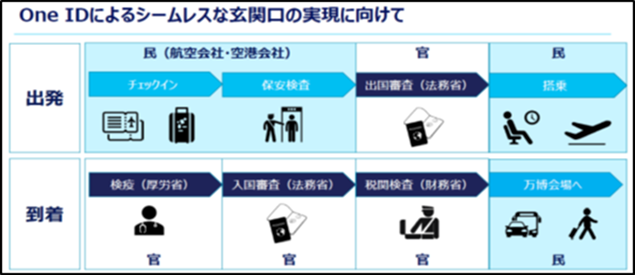 One IDによるシームレスな玄関口の実現に向けて
民（航空会社・空港会社）
官
民
出発
チェックイン
保安検査
出国審査（法務省）
搭乗
到着
検疫（厚労省）
入国審査（法務省）
税関検査（財務省）
万博会場へ
官
官
官
民